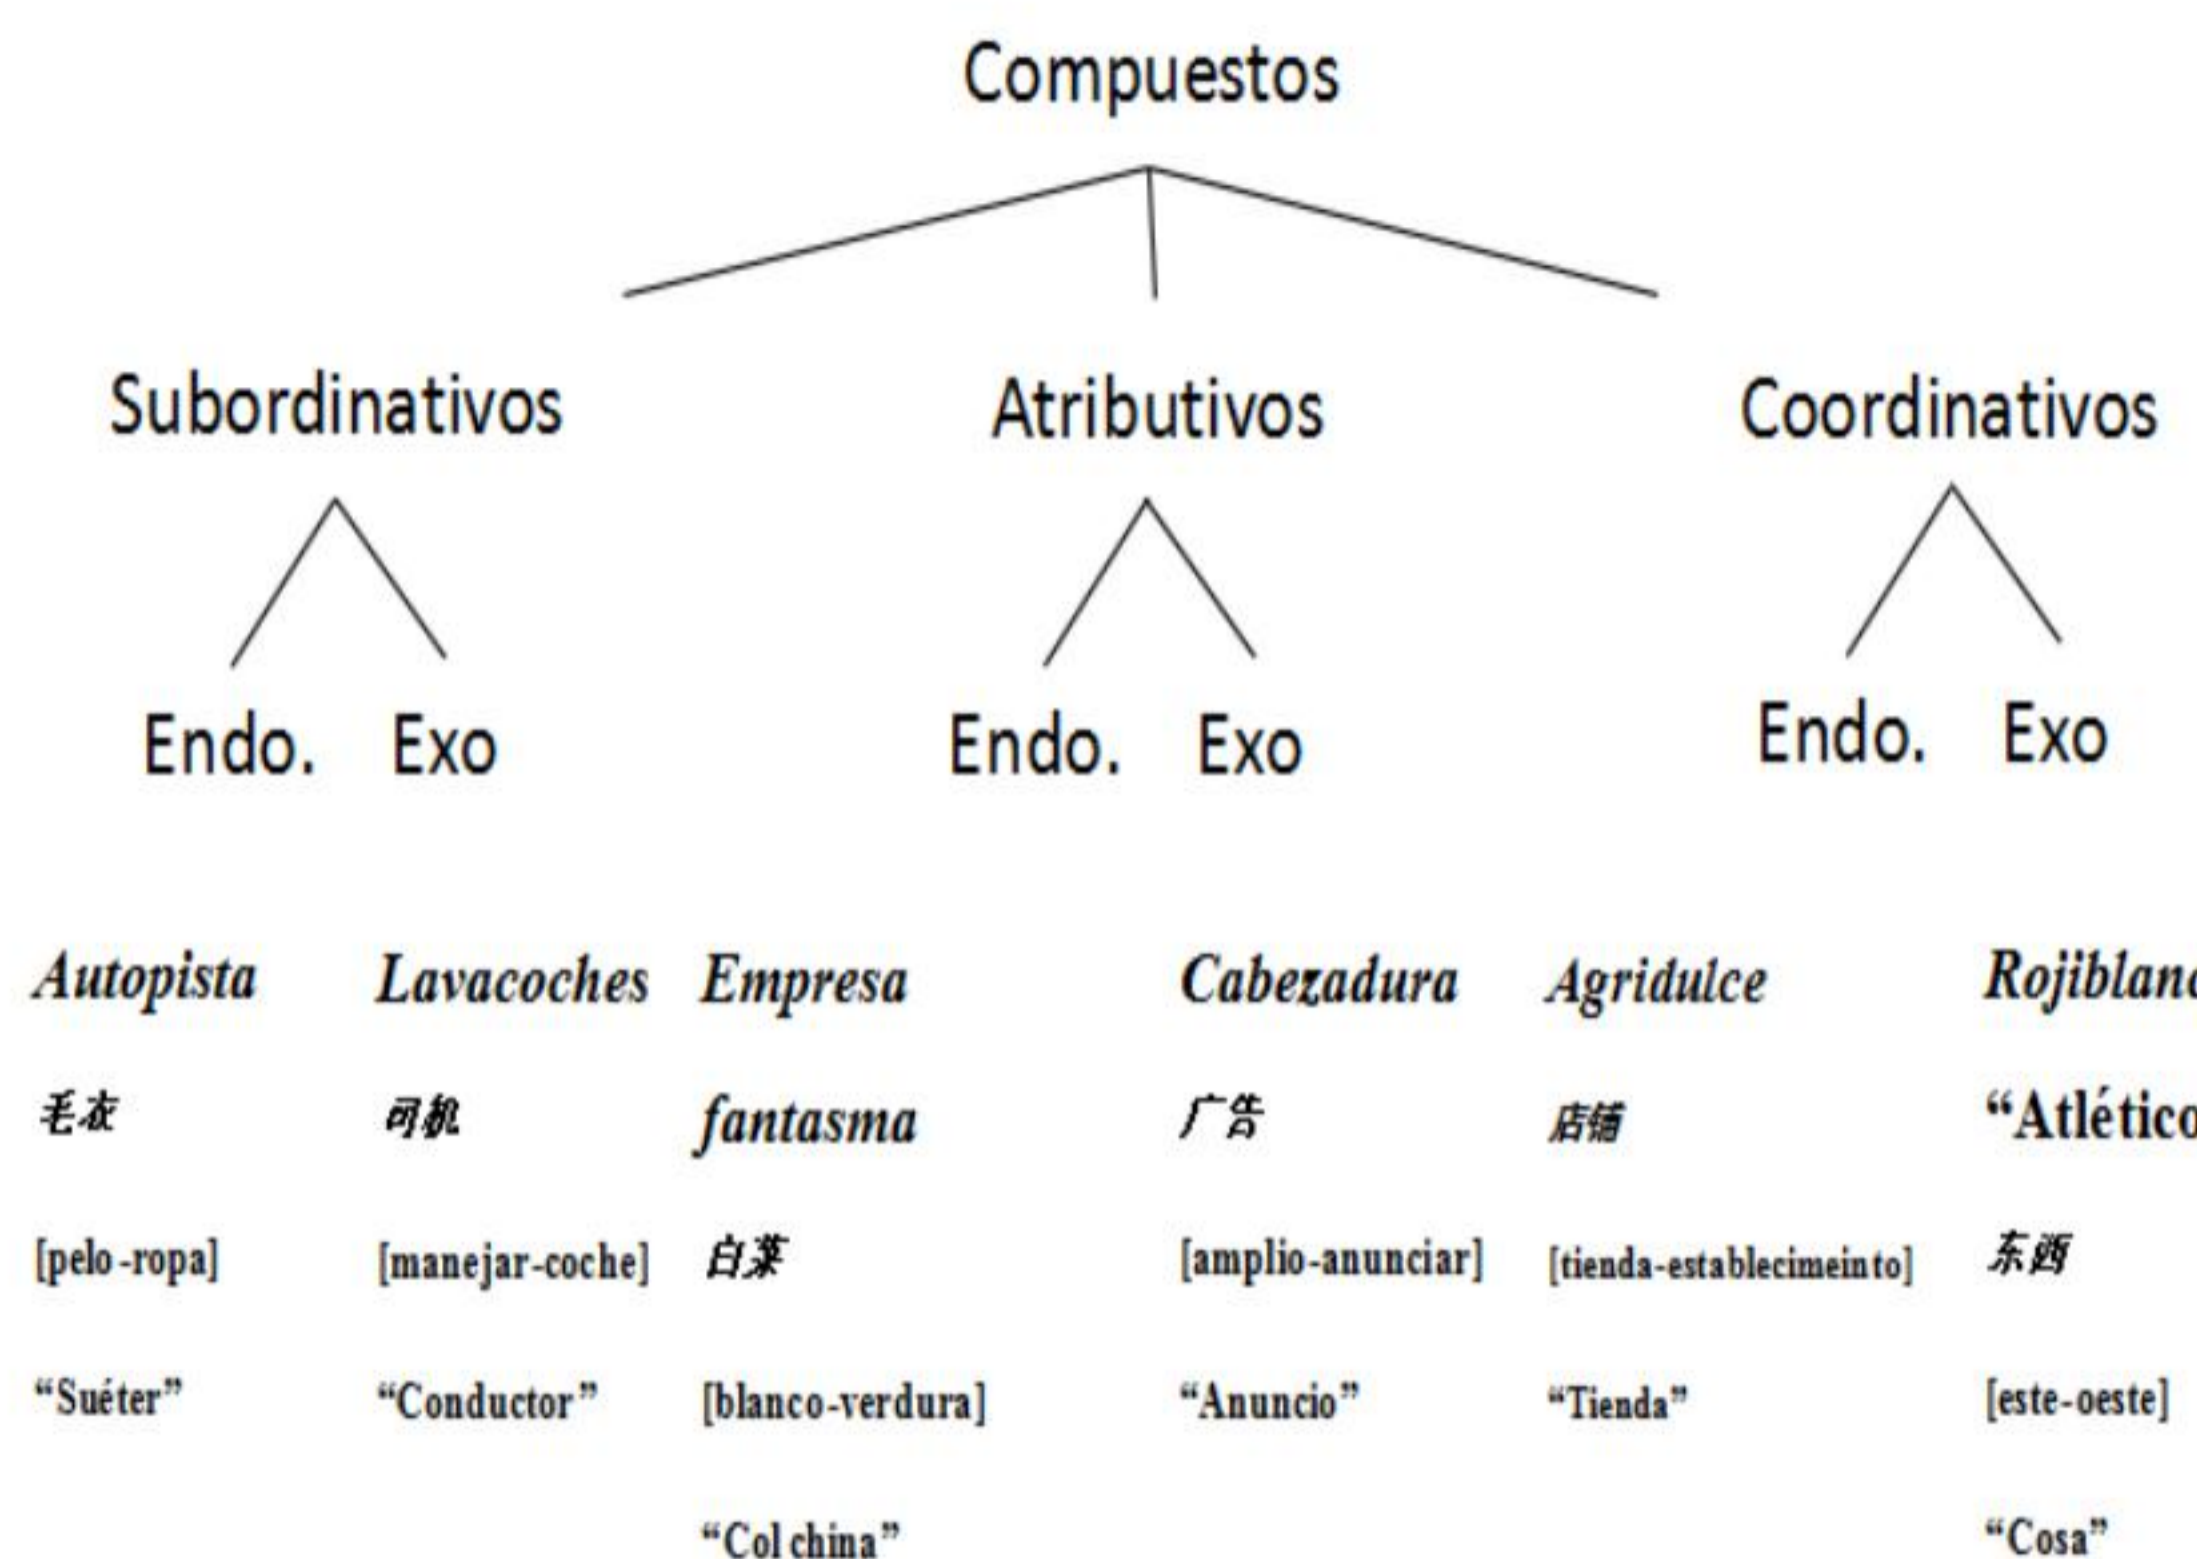 Compuestos
Subordinativos Atributivos Coordinativos
Endo. Exo Endo. Exo Endo. Exo
Autopista Lavacoches Empresa Cabezadura Agridulce Rojiblanc
毛衣 司机 fantasma 广告 店铺 “Atlético
[pelo-ropa] [manejar-coche] 白菜 [amplio-anunciar] [tienda-establecimeinto] 东西
“Suéter” “Conductor” [blanco-verdura] “Anuncio” “Tienda” [este-oeste]
“Col china” “Cosa”